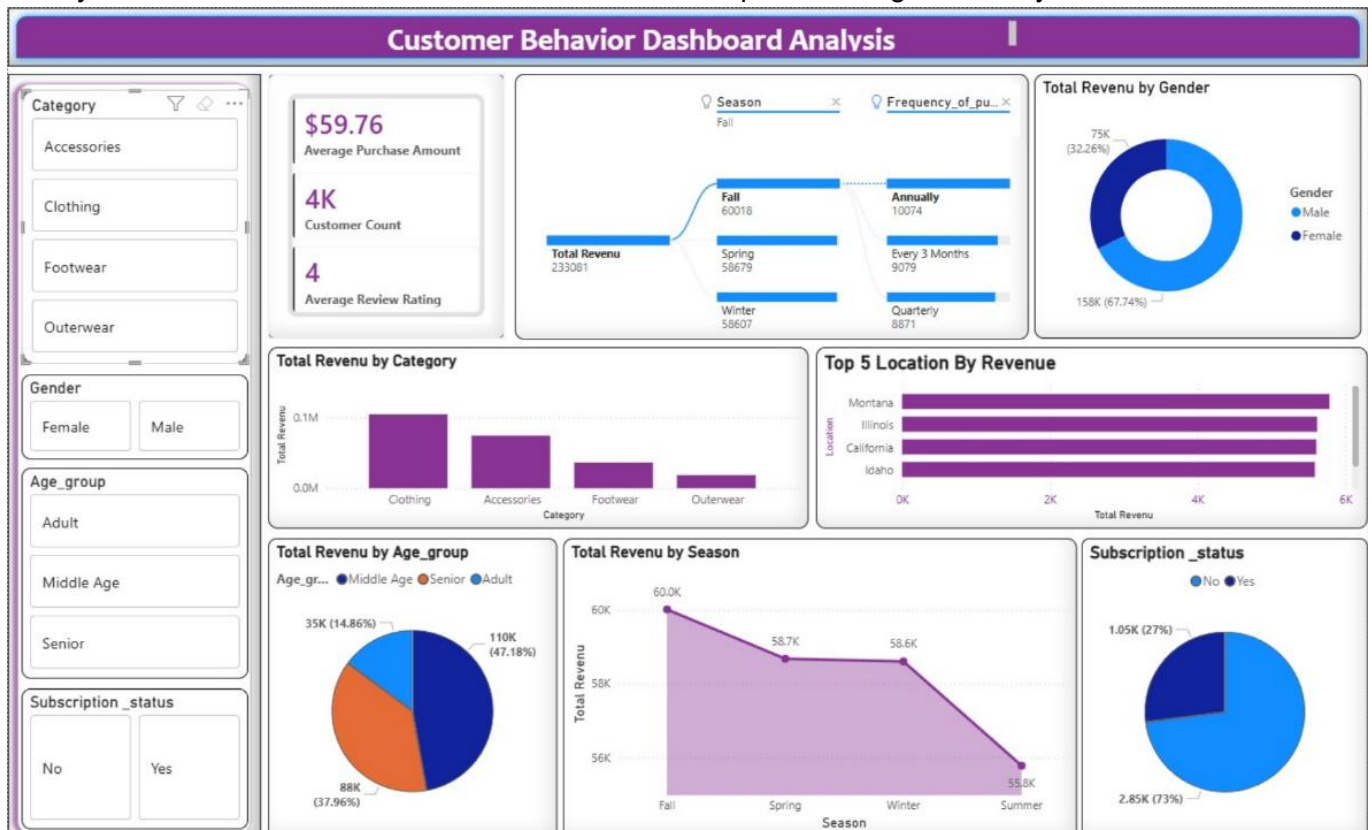 Customer Behavior Dashboard Analysis
Category
Accessories
Clothing
Footwear
Outerwear
Gender
Female
Male
Age_group
Adult
Middle Age
Senior
Subscription _status
No
Yes
$59.76
Average Purchase Amount
4K
Customer Count
4
Average Review Rating
Season
Fall
Frequency_of_pu...
Total Revenu
233081
Fall
60018
Spring
58679
Winter
58607
Annually
10074
Every 3 Months
9079
Quarterly
8871
Total Revenu by Gender
75K
(32.26%)
158K (67.74%)
Gender
Male
Female
Total Revenu by Category
Total Revenu
0.1M
0.0M
Clothing
Accessories
Footwear
Outerwear
Category
Top 5 Location By Revenue
Location
Montana
Illinois
California
Idaho
0K
2K
4K
6K
Total Revenu
Total Revenu by Age_group
Age_gr...
Middle Age
Senior
Adult
35K (14.86%)
110K
(47.18%)
88K
(37.96%)
Total Revenu by Season
Total Revenu
60K
58K
56K
60.0K
58.7K
58.6K
55.8K
Fall
Spring
Winter
Summer
Season
Subscription _status
No
Yes
1.05K (27%)
2.85K (73%)